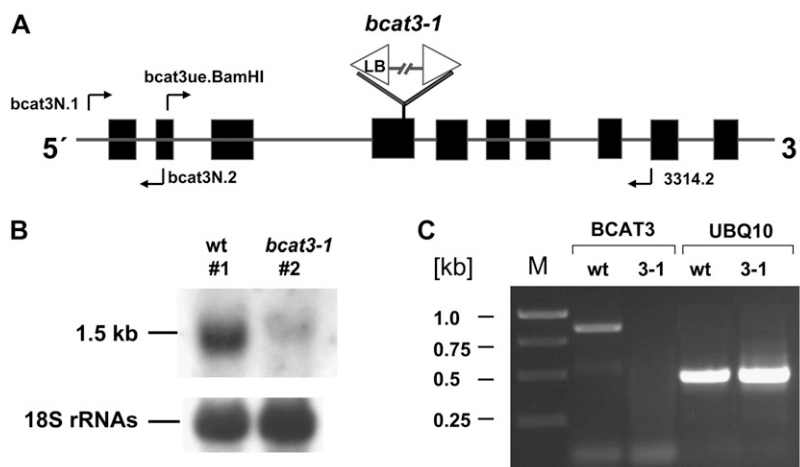 A
bcat3-1
LB
bcat3ue.BamHI
bcat3N.1
5´
3
bcat3N.2
3314.2
B
wt bcat3-1
#1 #2
1.5 kb
18S rRNAs
C
BCAT3 UBQ10
[kb] M wt 3-1 wt 3-1
1.0
0.75
0.5
0.25